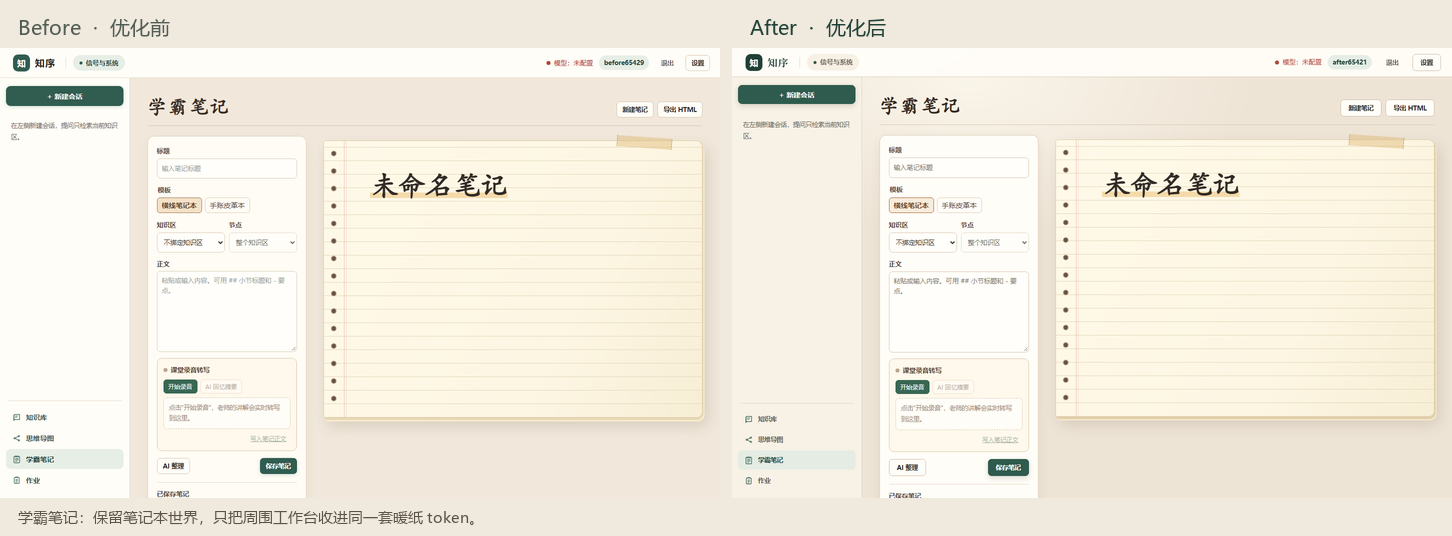 Before · 优化前
知 知序
信号与系统
模型：未配置
before65429
退出
设置
+ 新建会话
在左侧新建会话，提问只检索当前知识
区。
学霸笔记
新建笔记
导出 HTML
标题
输入笔记标题
模板
横线笔记本
手账皮革本
知识区
节点
不绑定知识区
整个知识区
正文
粘贴或输入内容。可用 ## 小节标题和 - 要
点。
课堂录音转写
开始录音
AI 回忆摘要
点击"开始录音"，老师的讲解会实时转写
到这里。
写入笔记正文
AI 整理
保存笔记
已保存笔记
未命名笔记
知识库
思维导图
学霸笔记
作业
After · 优化后
知 知序
信号与系统
模型：未配置
after65421
退出
设置
+ 新建会话
在左侧新建会话，提问只检索当前知识
区。
学霸笔记
新建笔记
导出 HTML
标题
输入笔记标题
模板
横线笔记本
手账皮革本
知识区
节点
不绑定知识区
整个知识区
正文
粘贴或输入内容。可用 ## 小节标题和 - 要
点。
课堂录音转写
开始录音
AI 回忆摘要
点击"开始录音"，老师的讲解会实时转写
到这里。
写入笔记正文
AI 整理
保存笔记
已保存笔记
未命名笔记
知识库
思维导图
学霸笔记
作业
学霸笔记：保留笔记本世界，只把周围工作台收进同一套暖纸 token。